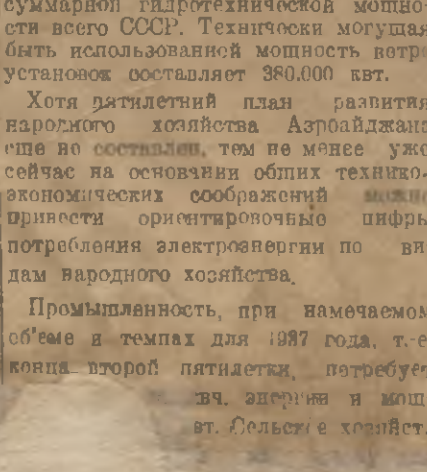 суммарной гидротехнической мощно-
сти всего СССР. Технически могущая
быть использованной мощность ветро
установок составляет 380.000 квт.
Хотя пятилетний план развития
народного хозяйства Азербайджана
еще не составлен, тем не менее уже
сейчас на основании общих технико-
экономических соображений можно
привести ориентировочные цифры
потребления электроэнергии по ви-
дам народного хозяйства.
Промышленность, при намечаемом
об'еме и темпах для 1937 года, т.-е
конца второй пятилетки, потребует
вч. энергии и мощ
вт. Сельское хозяйст.